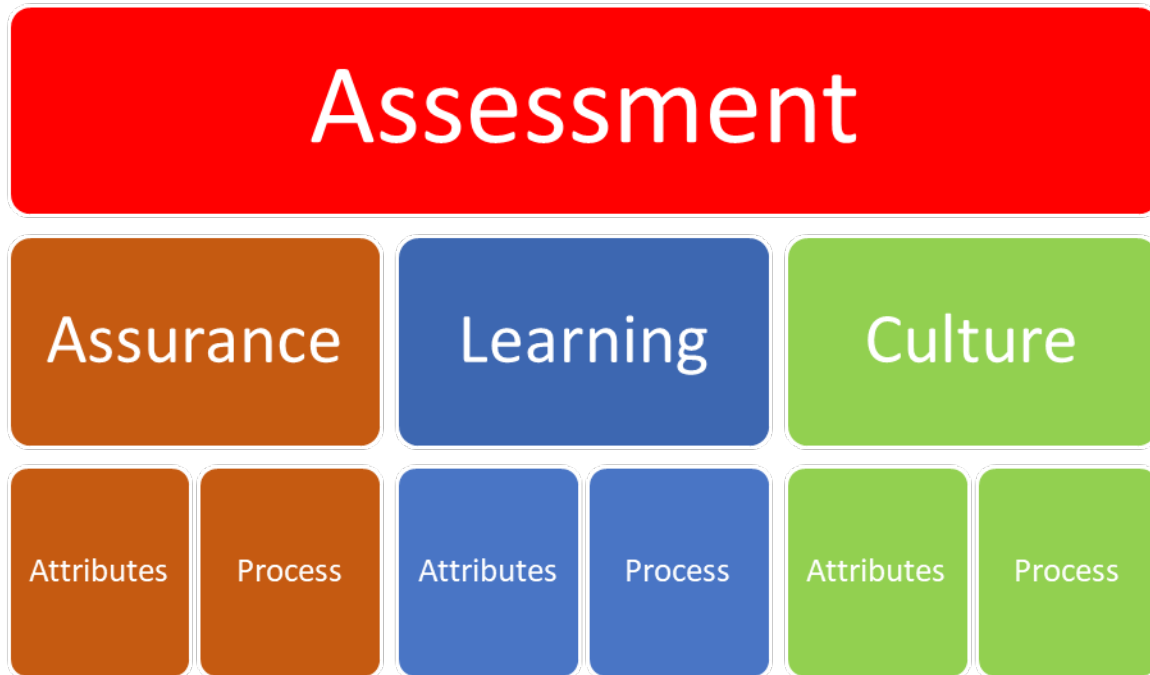 Assessment
Assurance
Learning
Culture
Attributes
Process
Attributes
Process
Attributes
Process